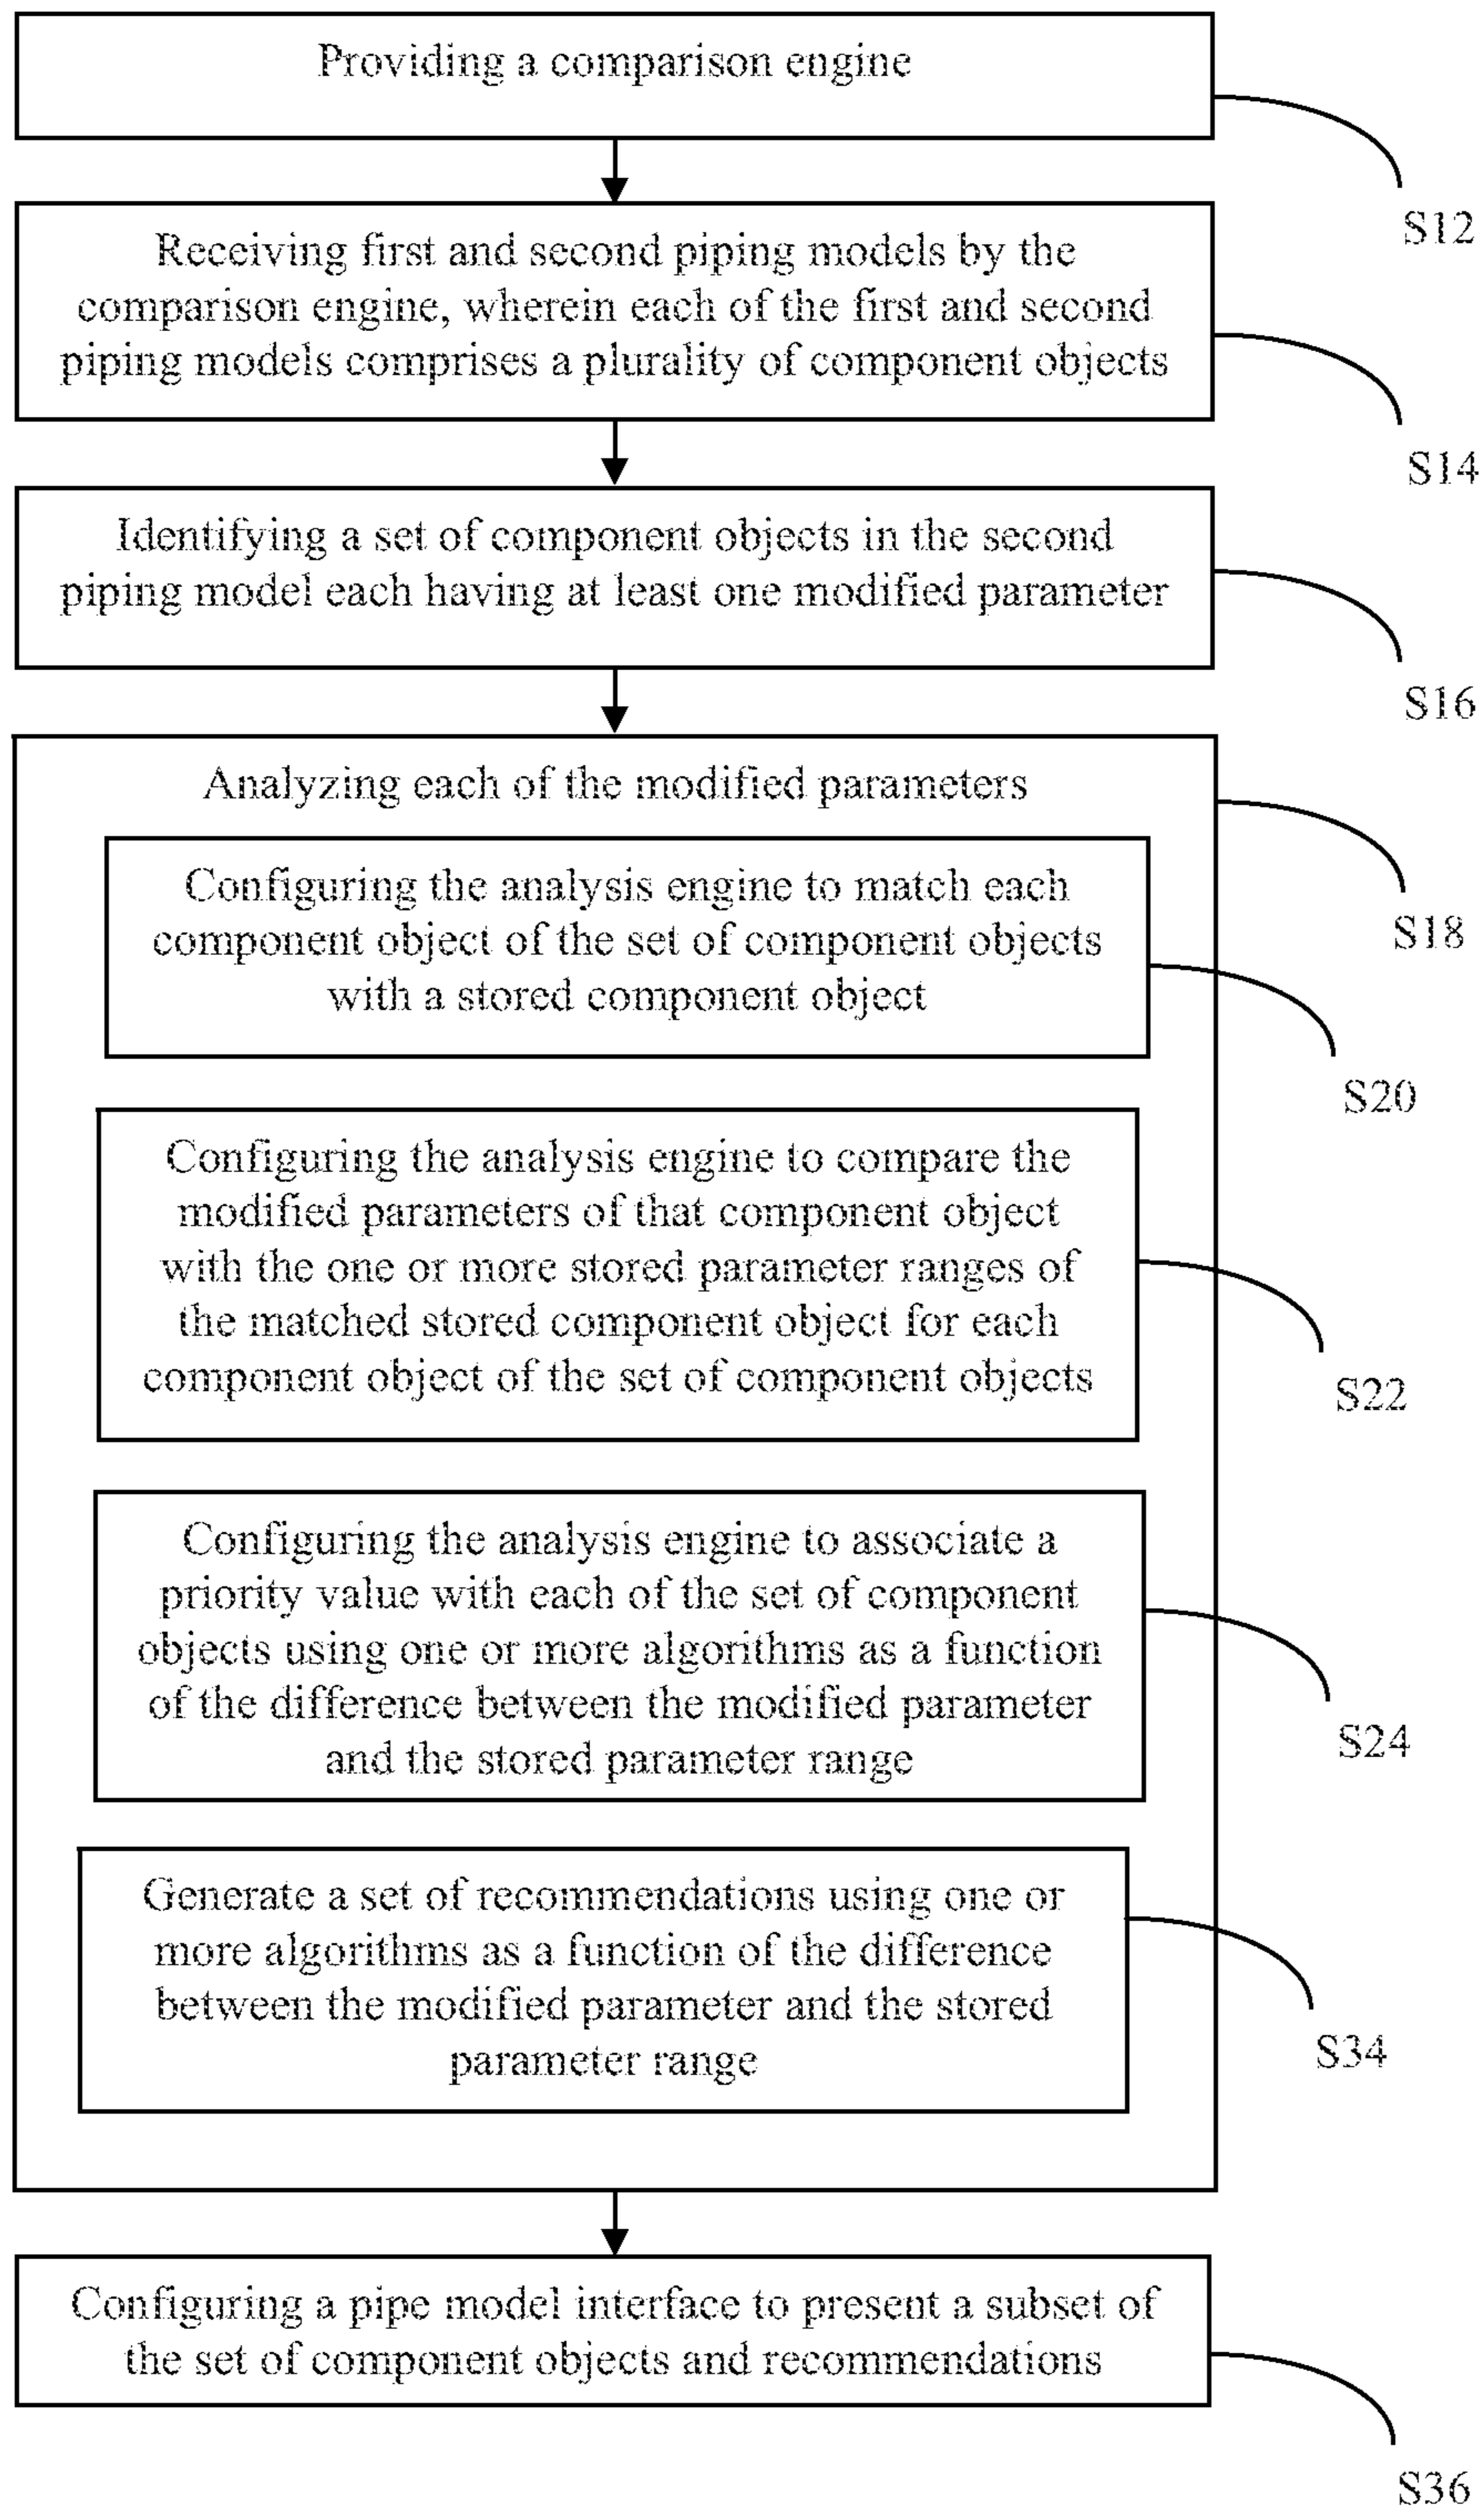 Providing a comparison engine
S12
Receiving first and second piping models by the
comparison engine, wherein each of the first and second
piping models comprises a plurality of component objects
S14
Identifying a set of component objects in the second
piping model each having at least one modified parameter
S16
Analyzing each of the modified parameters
S18
Configuring the analysis engine to match each
component object of the set of component objects
with a stored component object
S20
Configuring the analysis engine to compare the
modified parameters of that component object
with the one or more stored parameter ranges of
the matched stored component object for each
component object of the set of component objects
S22
Configuring the analysis engine to associate a
priority value with each of the set of component
objects using one or more algorithms as a function
of the difference between the modified parameter
and the stored parameter range
S24
Generate a set of recommendations using one or
more algorithms as a function of the difference
between the modified parameter and the stored
parameter range
S34
Configuring a pipe model interface to present a subset of
the set of component objects and recommendations
S36